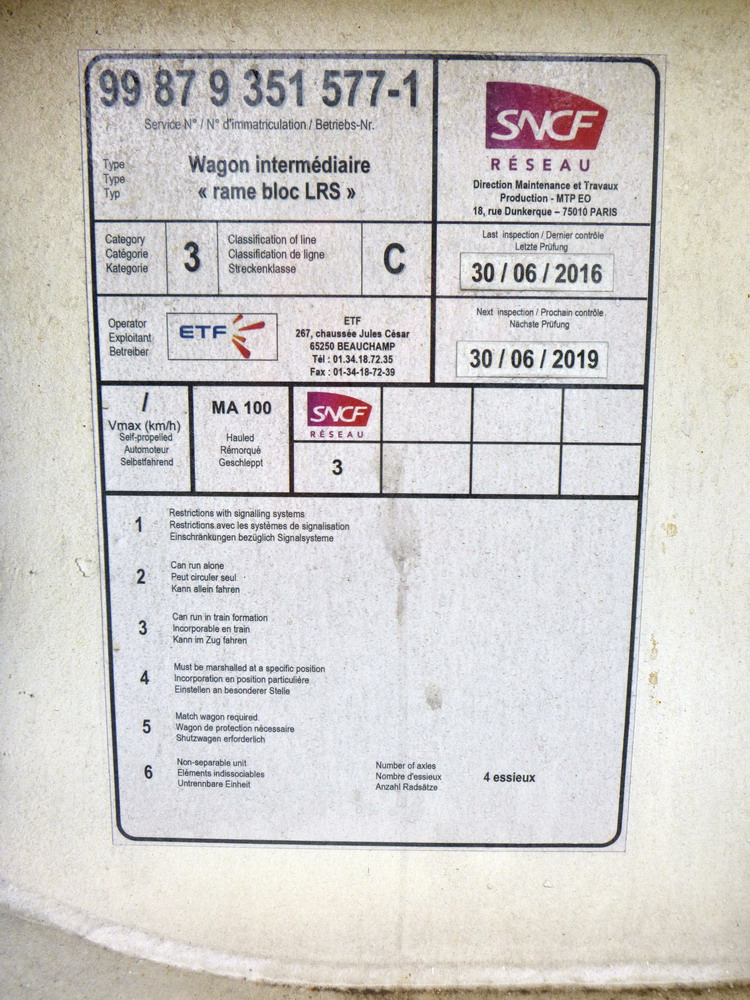 99 87 9 351 577-1
Service N° / N° d'immatriculation / Betriebs-Nr.
Type
Type
Typ
Wagon intermédiaire
« rame bloc LRS »
SNCF
RÉSEAU
Direction Maintenance et Travaux
Production - MTP EO
18, rue Dunkerque – 75010 PARIS
Category
Catégorie
Kategorie
3
Classification of line
Classification de ligne
Streckenklasse
C
Last inspection / Dernier contrôle
Letzte Prüfung
30 / 06 / 2016
Operator
Exploitant
Betreiber
ETF
ETF
267, chaussée Jules César
65250 BEAUCHAMP
Tél : 01.34.18.72.35
Fax : 01-34-18-72-39
Next inspection / Prochain contrôle
Nächste Prüfung
30 / 06 / 2019
/
Vmax (km/h)
Self-propelled
Automoteur
Selbstfahrend
MA 100
Hauled
Rémorqué
Geschleppt
SNCF
RÉSEAU
3
1
Restrictions with signalling systems
Restrictions avec les systèmes de signalisation
Einschränkungen bezüglich Signalsysteme
2
Can run alone
Peut circuler seul
Kann allein fahren
3
Can run in train formation
Incorporable en train
Kann im Zug fahren
4
Must be marshalled at a specific position
Incorporation en position particulière
Einstellen an besonderer Stelle
5
Match wagon required
Wagon de protection nécessaire
Shutzwagen erforderlich
6
Non-separable unit
Eléments indissociables
Untrennbare Einheit
Number of axles
Nombre d'essieux
Anzahl Radsätze
4 essieux